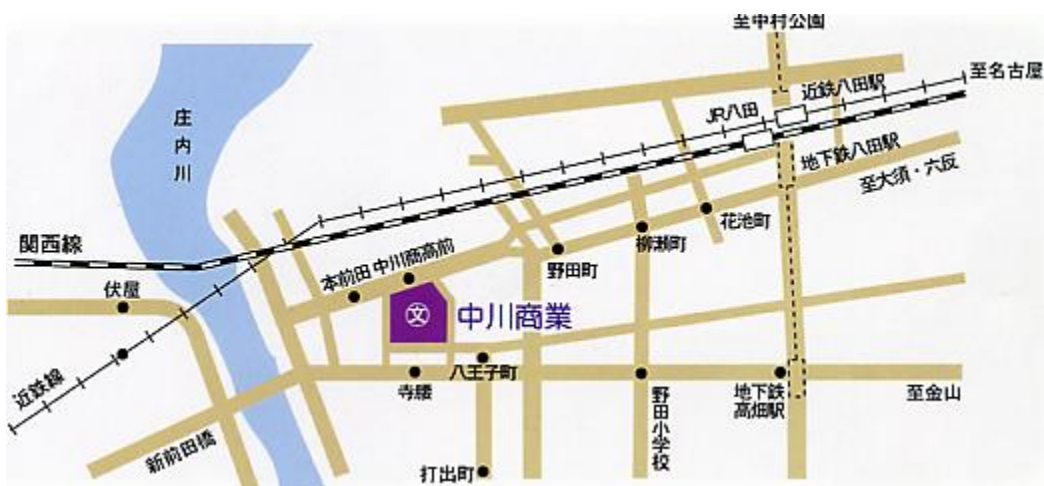 至中村公園
至名古屋
近鉄八田駅
JR八田
庄内川
地下鉄八田駅
至大須・六反
花池町
柳瀬町
関西線
本前田
中川商高前
野田町
伏屋
文
中川商業
八王子町
近鉄線
寺腰
野田小学校
地下鉄
高畑駅
至金山
新前田橋
打出町